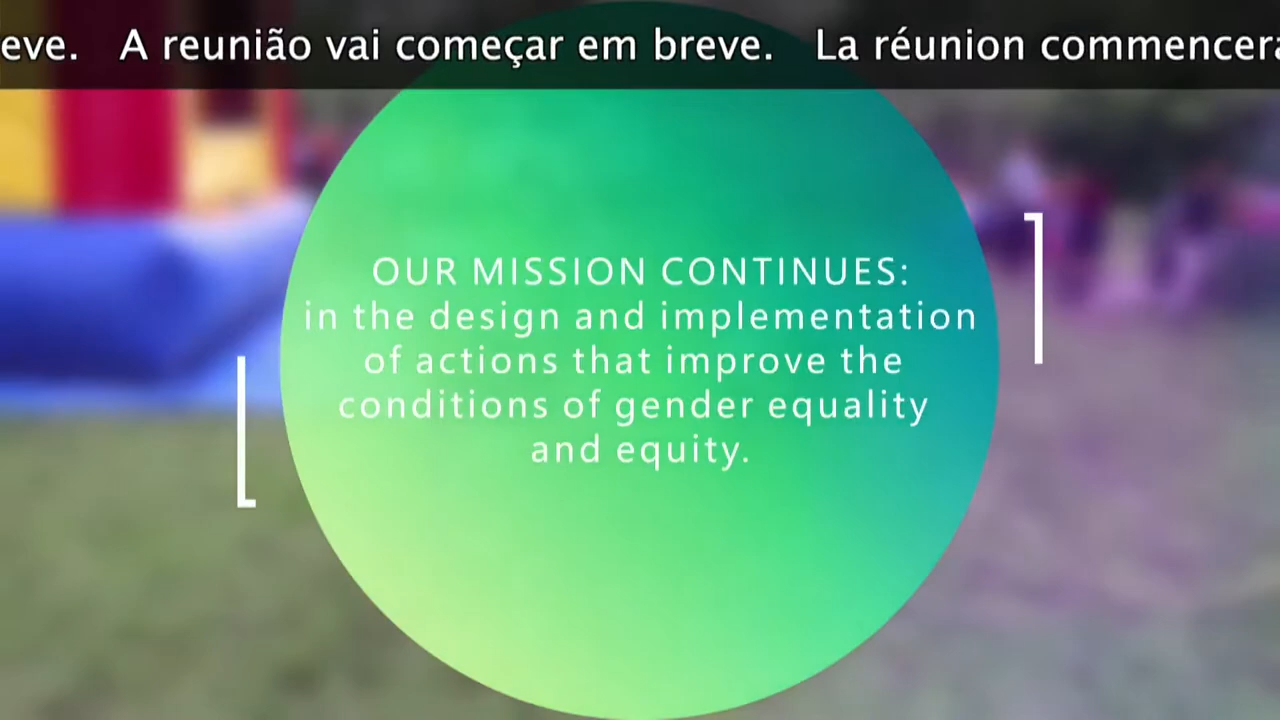 eve. A reunião vai começar em breve. La réunion commencera
OUR MISSION CONTINUES:
in the design and implementation
of actions that improve the
conditions of gender equality
and equity.